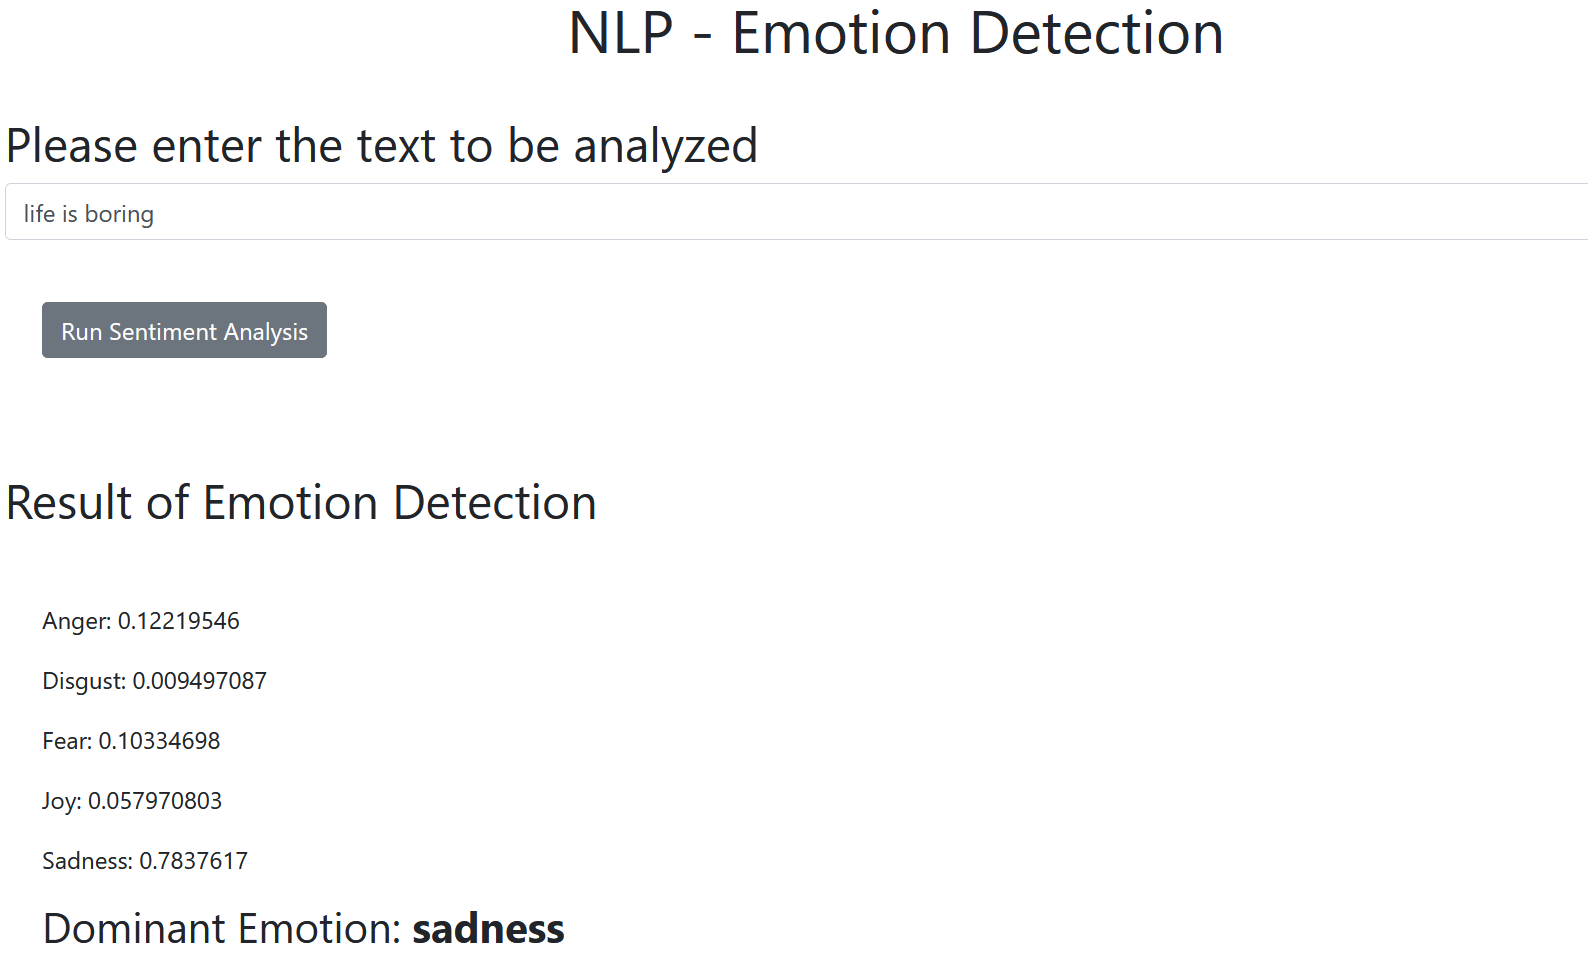 NLP - Emotion Detection
Please enter the text to be analyzed
life is boring
Run Sentiment Analysis
Result of Emotion Detection
Anger: 0.12219546
Disgust: 0.009497087
Fear: 0.10334698
Joy: 0.057970803
Sadness: 0.7837617
Dominant Emotion: sadness